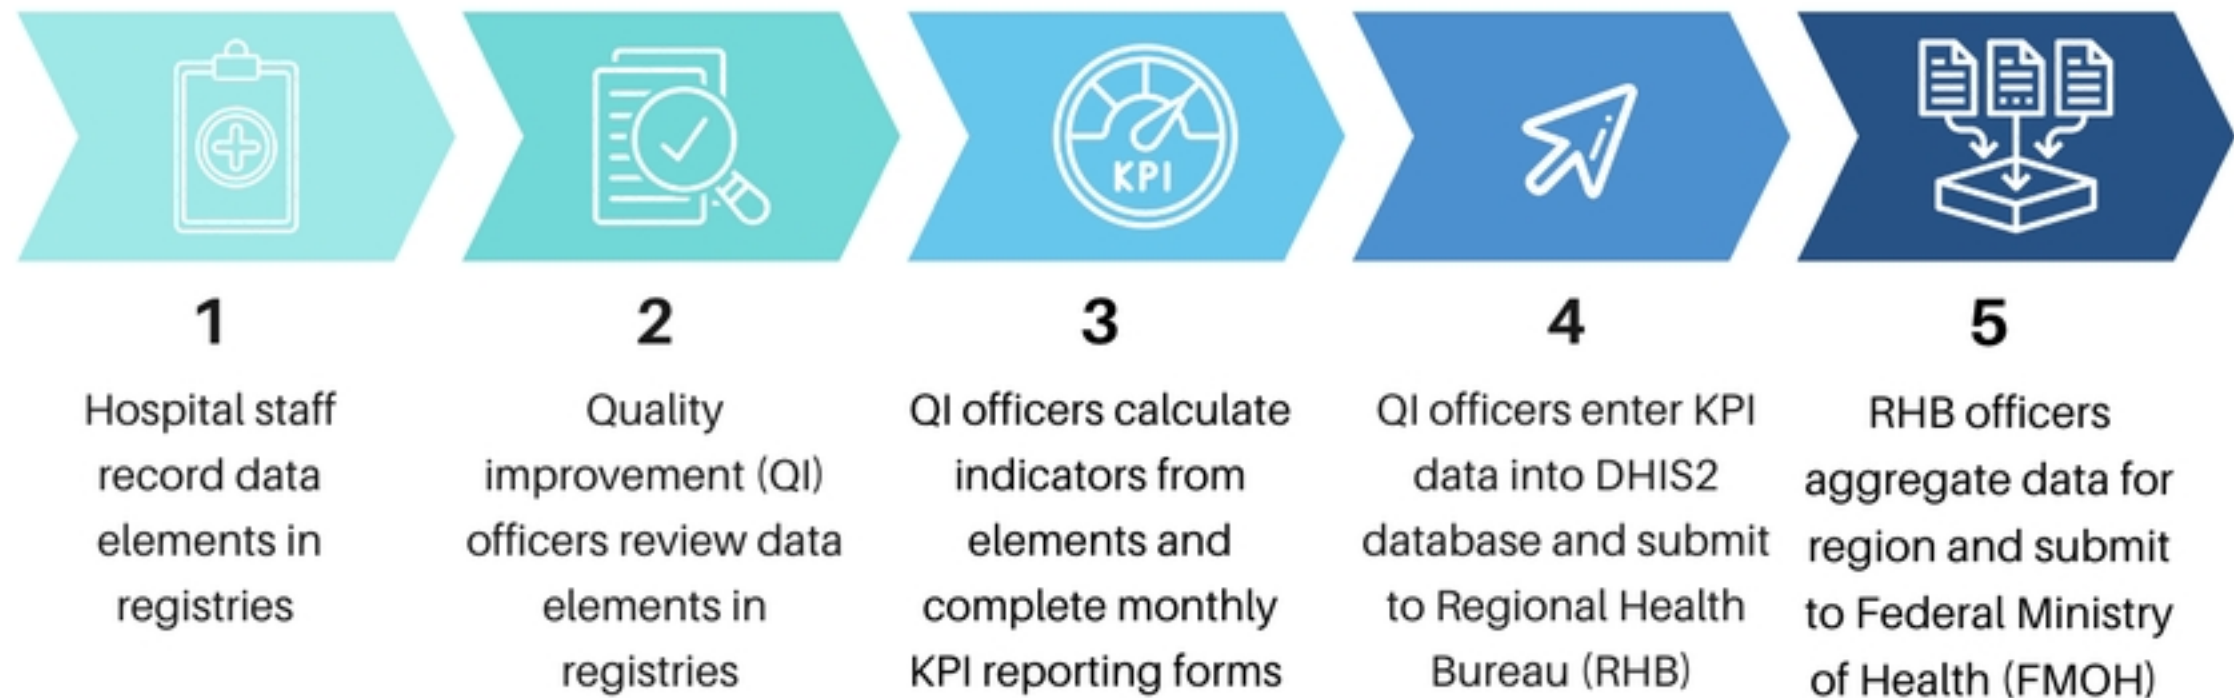 KPI
1
Hospital staff
record data
elements in
registries
2
Quality
improvement (QI)
officers review data
elements in
registries
3
QI officers calculate
indicators from
elements and
complete monthly
KPI reporting forms
4
QI officers enter KPI
data into DHIS2
database and submit
to Regional Health
Bureau (RHB)
5
RHB officers
aggregate data for
region and submit
to Federal Ministry
of Health (FMOH)